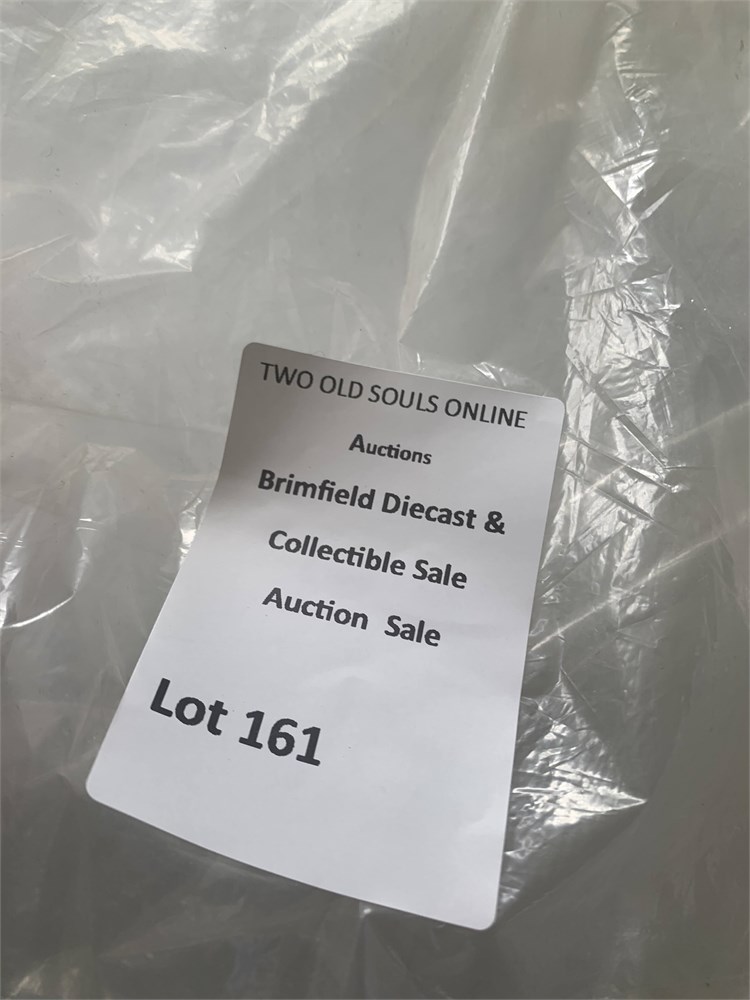 TWO OLD SOULS ONLINE
Auctions
Brimfield Diecast &
Collectible Sale
Auction Sale
Lot 161